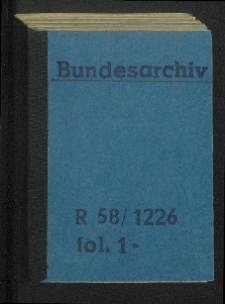 Bundesarchiv
R 58/1226
fol. 1-